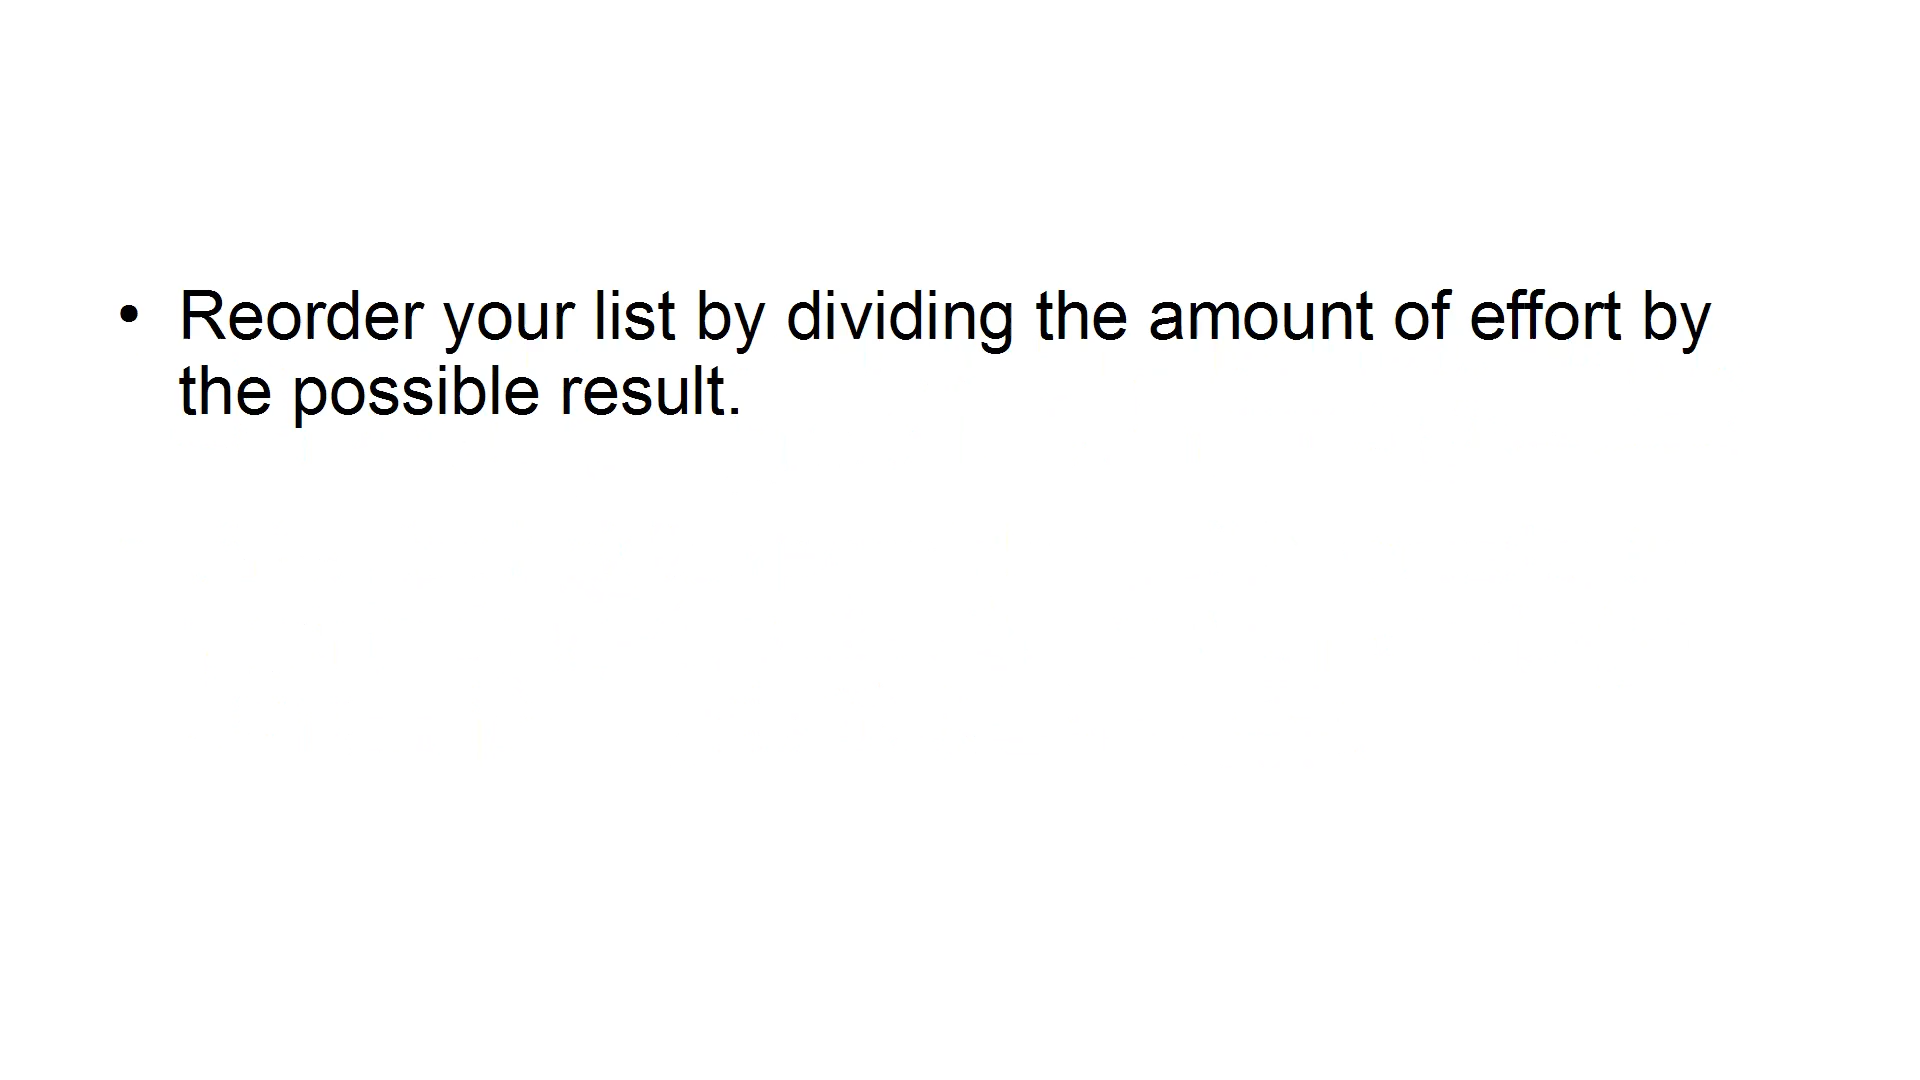 • Reorder your list by dividing the amount of effort by
the possible result.